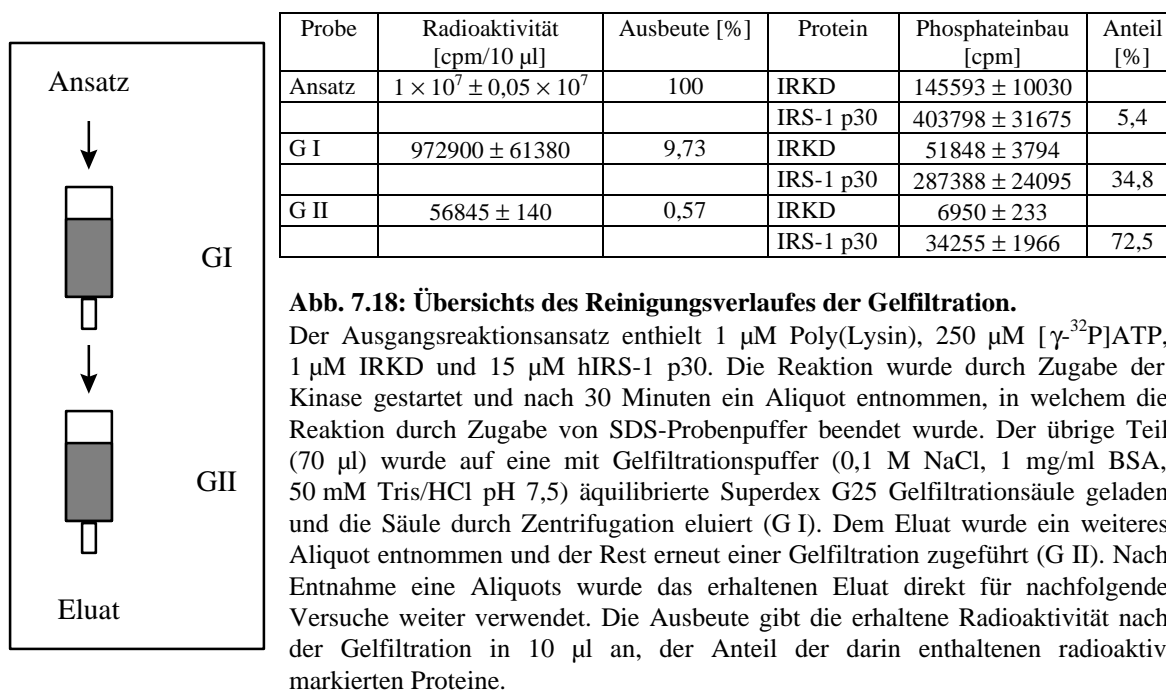 Ansatz
GI
GII
Eluat
Probe Radioaktivität Ausbeute [%] Protein Phosphateinbau Anteil
[cpm/10 μl] [cpm] [%]
Ansatz 1 × 10⁷ ± 0,05 × 10⁷ 100 IRKD 145593 ± 10030
IRS-1 p30 403798 ± 31675 5,4
G I 972900 ± 61380 9,73 IRKD 51848 ± 3794
IRS-1 p30 287388 ± 24095 34,8
G II 56845 ± 140 0,57 IRKD 6950 ± 233
IRS-1 p30 34255 ± 1966 72,5
Abb. 7.18: Übersichts des Reinigungsverlaufes der Gelfiltration.
Der Ausgangsreaktionsansatz enthielt 1 μM Poly(Lysin), 250 μM [γ-³²P]ATP,
1 μM IRKD und 15 μM hIRS-1 p30. Die Reaktion wurde durch Zugabe der
Kinase gestartet und nach 30 Minuten ein Aliquot entnommen, in welchem die
Reaktion durch Zugabe von SDS-Probenpuffer beendet wurde. Der übrige Teil
(70 μl) wurde auf eine mit Gelfiltrationspuffer (0,1 M NaCl, 1 mg/ml BSA,
50 mM Tris/HCl pH 7,5) äquilibrierte Superdex G25 Gelfiltrationsäule geladen
und die Säule durch Zentrifugation eluiert (G I). Dem Eluat wurde ein weiteres
Aliquot entnommen und der Rest erneut einer Gelfiltration zugeführt (G II). Nach
Entnahme eine Aliquots wurde das erhaltenen Eluat direkt für nachfolgende
Versuche weiter verwendet. Die Ausbeute gibt die erhaltene Radioaktivität nach
der Gelfiltration in 10 μl an, der Anteil der darin enthaltenen radioaktiv
markierten Proteine.